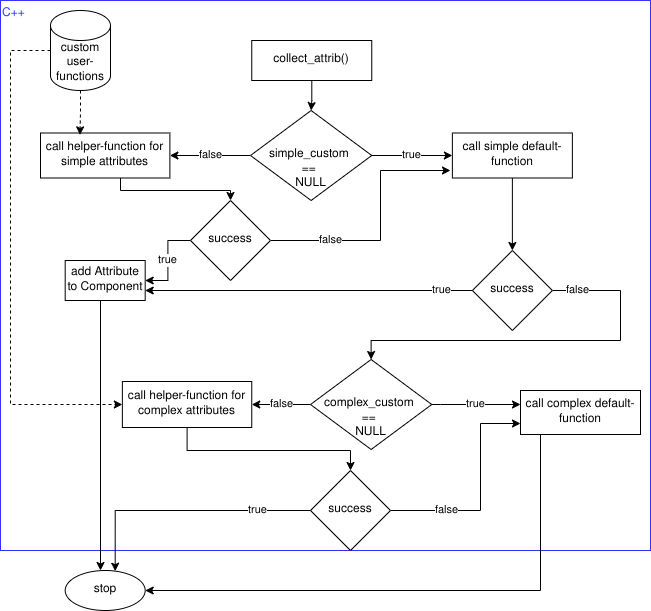 C++
custom
user-
functions
collect_attrib()
call helper-function for
simple attributes
false
simple_custom
==
NULL
true
call simple default-
function
success
false
true
add Attribute
to Component
true
success
false
call helper-function for
complex attributes
false
complex_custom
==
NULL
true
call complex default-
function
true
success
false
stop